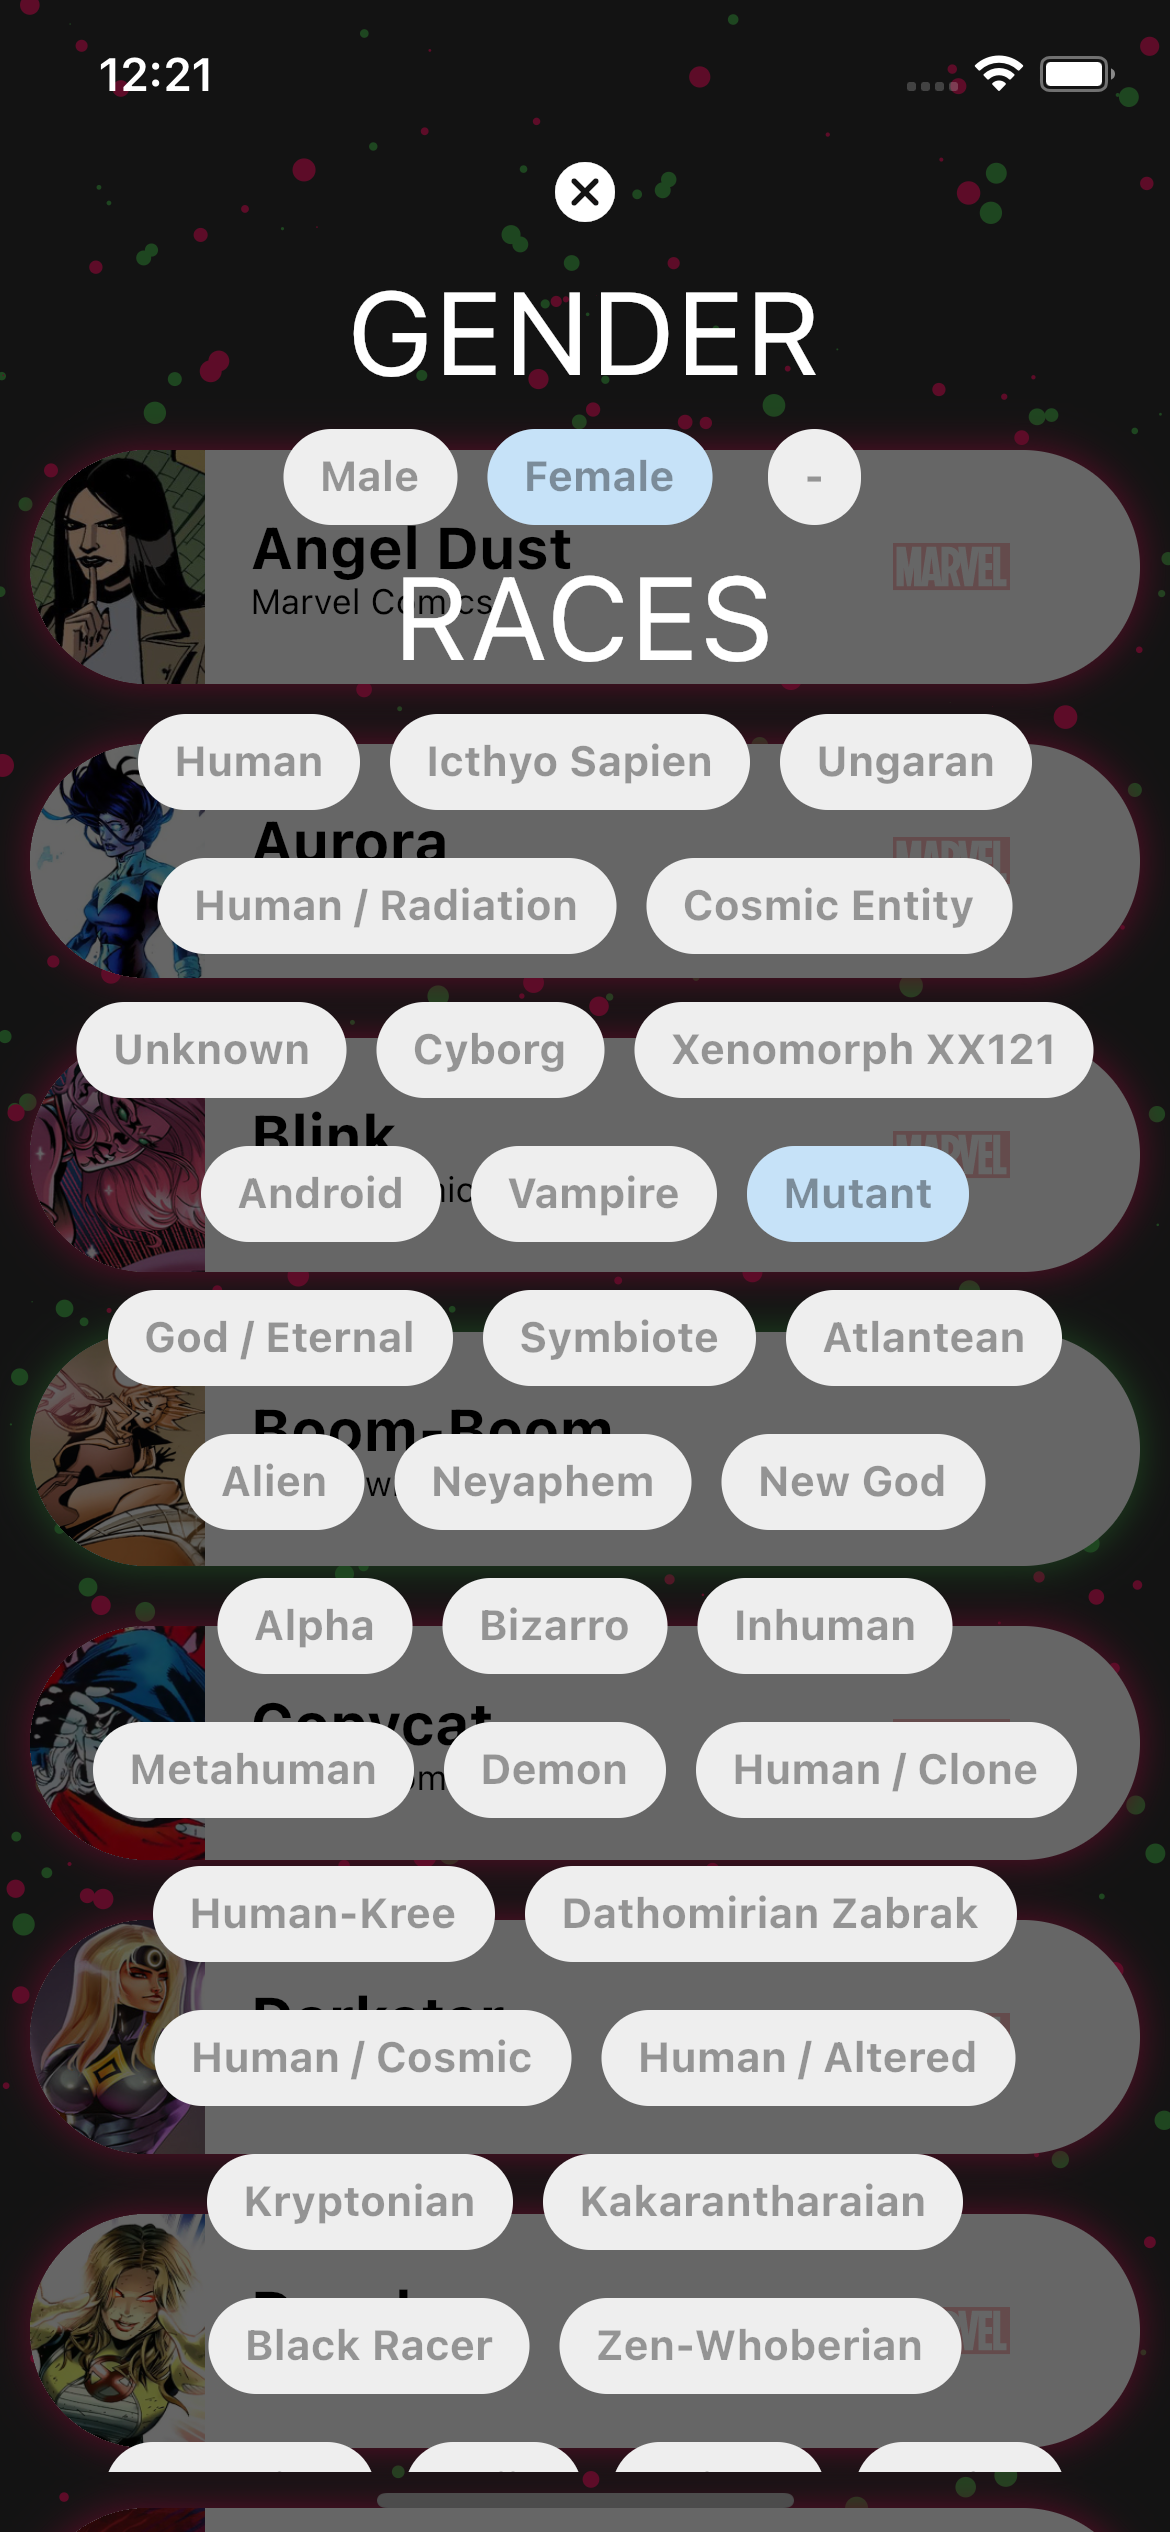 12:21
GENDER
Male Female -
Angel Dust
MARVEL
Marvel Comics
RACES
Human Icthyo Sapien Ungaran
Aurora
MARVEL
Human / Radiation Cosmic Entity
Unknown Cyborg Xenomorph XX121
Blink
MARVEL
Android Vampire Mutant
God / Eternal Symbiote Atlantean
Boom-Boom
Alien Neyaphem New God
Alpha Bizarro Inhuman
Copycat
Metahuman Demon Human / Clone
Human-Kree Dathomirian Zabrak
Human / Cosmic Human / Altered
Kryptonian Kakarantharaian
Black Racer Zen-Whoberian